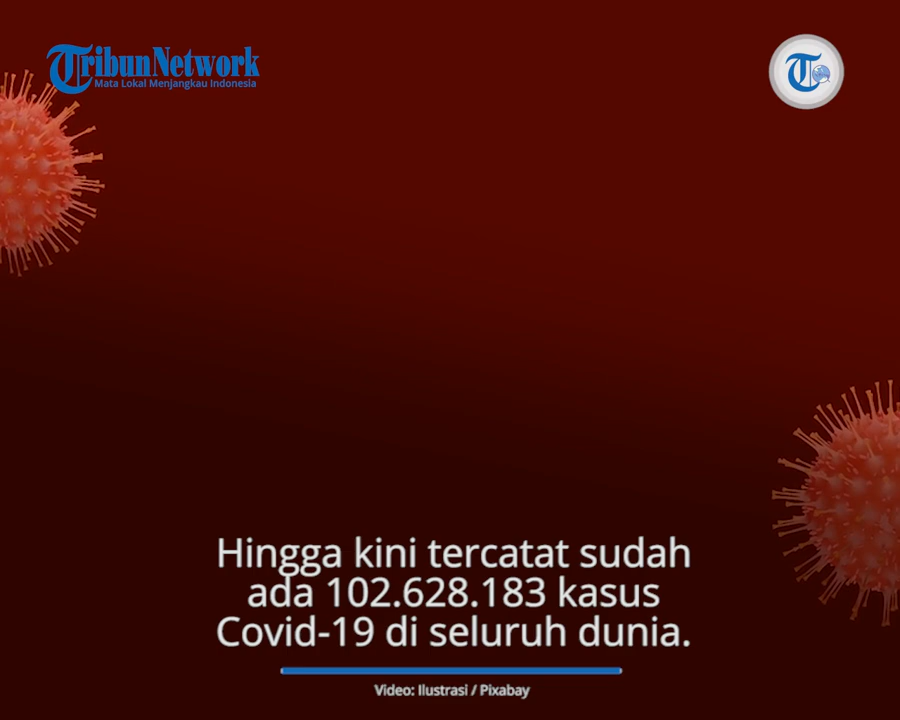 TribunNetwork
Mata Lokal Menjangkau Indonesia
T
Hingga kini tercatat sudah
ada 102.628.183 kasus
Covid-19 di seluruh dunia.
Video: Ilustrasi / Pixabay